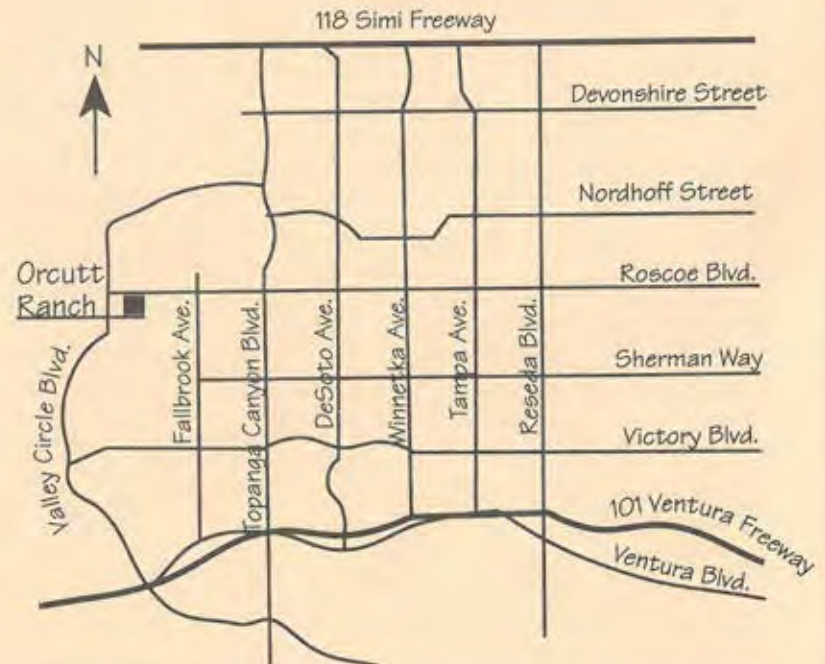 118 Simi Freeway
N
Devonshire Street
Nordhoff Street
Orcutt
Ranch
Roscoe Blvd.
Fallbrook Ave.
Topanga Canyon Blvd.
DeSoto Ave.
Winnetka Ave.
Tampa Ave.
Reseda Blvd.
Sherman Way
Valley Circle Blvd.
Victory Blvd.
101 Ventura Freeway
Ventura Blvd.